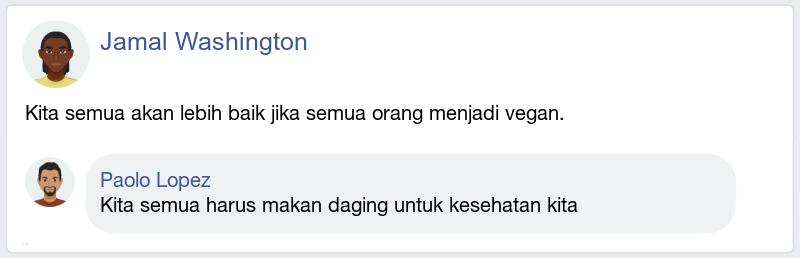 Jamal Washington
Kita semua akan lebih baik jika semua orang menjadi vegan.
Paolo Lopez
Kita semua harus makan daging untuk kesehatan kita